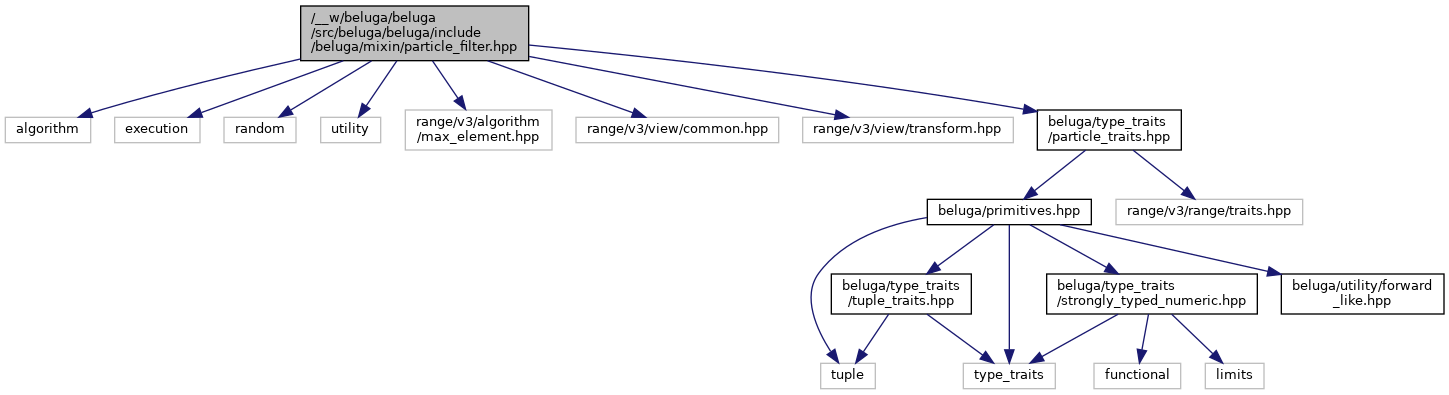 /__w/beluga/beluga
/src/beluga/beluga/include
/beluga/mixin/particle_filter.hpp
algorithm
execution
random
utility
range/v3/algorithm
/max_element.hpp
range/v3/view/common.hpp
range/v3/view/transform.hpp
beluga/type_traits
/particle_traits.hpp
beluga/primitives.hpp
range/v3/range/traits.hpp
beluga/type_traits
/tuple_traits.hpp
beluga/type_traits
/strongly_typed_numeric.hpp
beluga/utility/forward
_like.hpp
tuple
type_traits
functional
limits